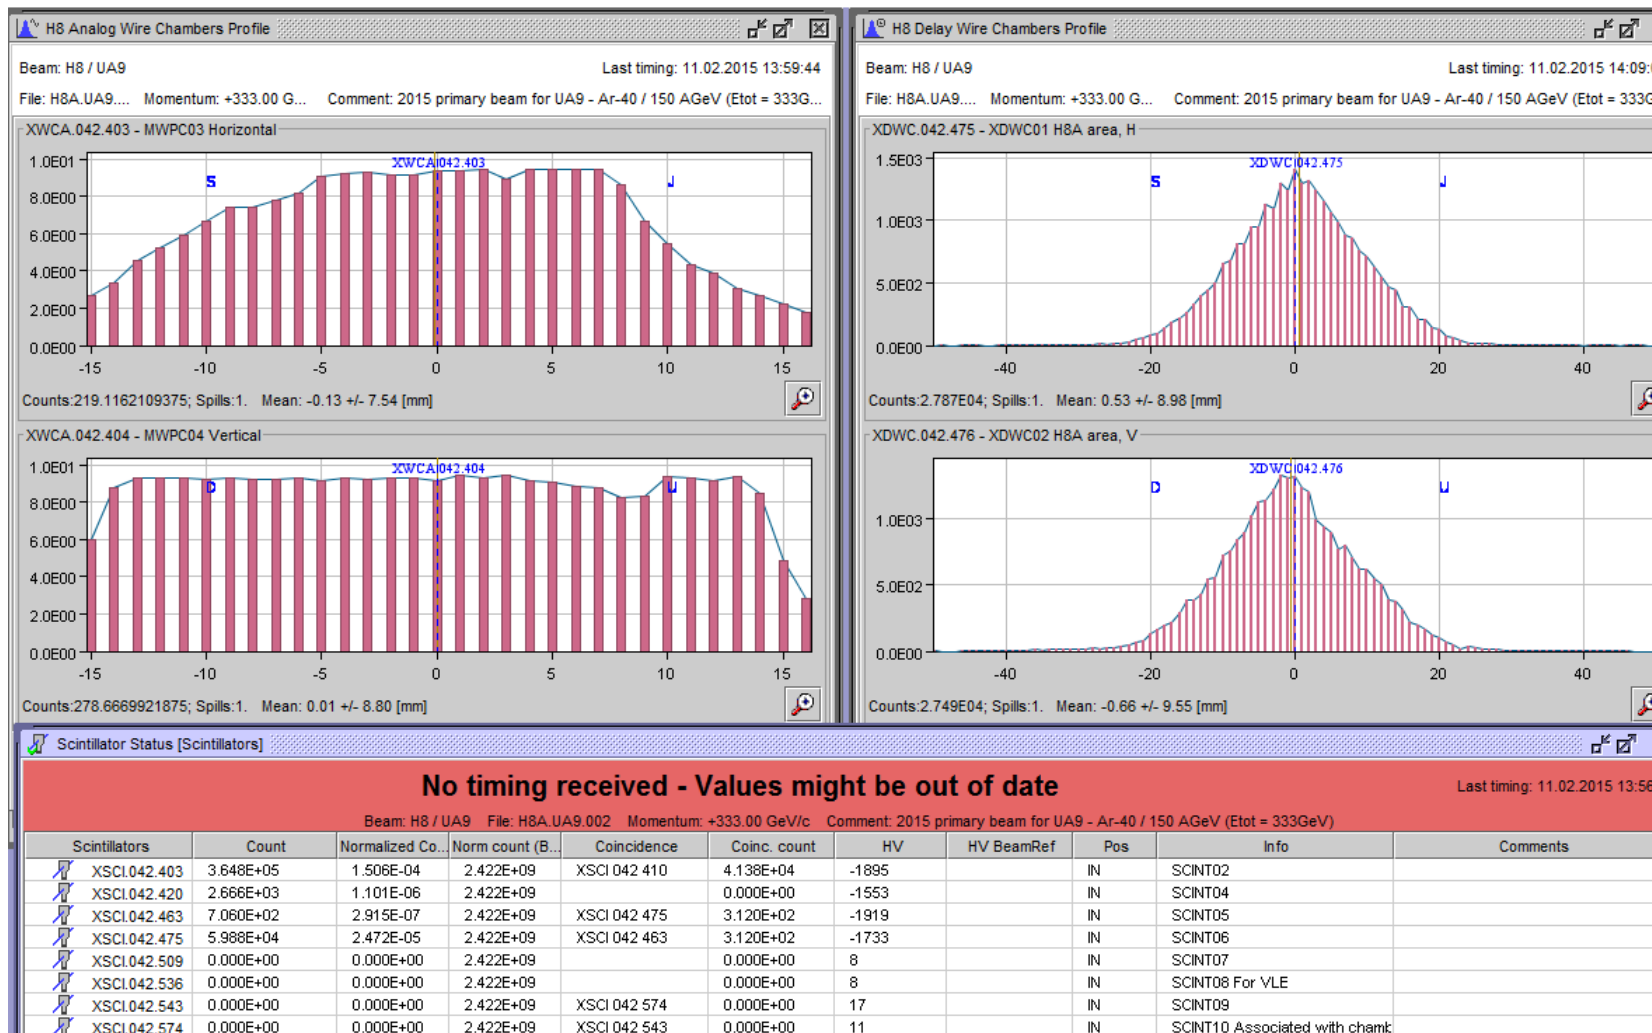 H8 Analog Wire Chambers Profile
Beam: H8 / UA9 Last timing: 11.02.2015 13:59:44
File: H8A.UA9.... Momentum: +333.00 G... Comment: 2015 primary beam for UA9 - Ar-40 / 150 AGeV (Etot = 333G...
XWCA.042.403 - MWPC03 Horizontal
XWCA.042.403
S J
1.0E01
8.0E00
6.0E00
4.0E00
2.0E00
0.0E00
-15 -10 -5 0 5 10 15
Counts:219.1162109375; Spills:1. Mean: -0.13 +/- 7.54 [mm]
XWCA.042.404 - MWPC04 Vertical
XWCA.042.404
D U
1.0E01
8.0E00
6.0E00
4.0E00
2.0E00
0.0E00
-15 -10 -5 0 5 10 15
Counts:278.6669921875; Spills:1. Mean: 0.01 +/- 8.80 [mm]
H8 Delay Wire Chambers Profile
Beam: H8 / UA9 Last timing: 11.02.2015 14:09:
File: H8A.UA9.... Momentum: +333.00 G... Comment: 2015 primary beam for UA9 - Ar-40 / 150 AGeV (Etot = 333G
XDWC.042.475 - XDWC01 H8A area, H
XDWC.042.475
S J
1.5E03
1.0E03
5.0E02
0.0E00
-40 -20 0 20 40
Counts:2.787E04; Spills:1. Mean: 0.53 +/- 8.98 [mm]
XDWC.042.476 - XDWC02 H8A area, V
XDWC.042.476
D U
1.0E03
5.0E02
0.0E00
-40 -20 0 20 40
Counts:2.749E04; Spills:1. Mean: -0.66 +/- 9.55 [mm]
Scintillator Status [Scintillators]
No timing received - Values might be out of date
Last timing: 11.02.2015 13:56
Beam: H8 / UA9 File: H8A.UA9.002 Momentum: +333.00 GeV/c Comment: 2015 primary beam for UA9 - Ar-40 / 150 AGeV (Etot = 333GeV)
Scintillators Count Normalized Co... Norm count (B... Coincidence Coinc. count HV HV BeamRef Pos Info Comments
XSCI.042.403 3.648E+05 1.506E-04 2.422E+09 XSCI 042 410 4.138E+04 -1895 IN SCINT02
XSCI.042.420 2.666E+03 1.101E-06 2.422E+09 0.000E+00 -1553 IN SCINT04
XSCI.042.463 7.060E+02 2.915E-07 2.422E+09 XSCI 042 475 3.120E+02 -1919 IN SCINT05
XSCI.042.475 5.988E+04 2.472E-05 2.422E+09 XSCI 042 463 3.120E+02 -1733 IN SCINT06
XSCI.042.509 0.000E+00 0.000E+00 2.422E+09 0.000E+00 8 IN SCINT07
XSCI.042.536 0.000E+00 0.000E+00 2.422E+09 0.000E+00 8 IN SCINT08 For VLE
XSCI.042.543 0.000E+00 0.000E+00 2.422E+09 XSCI 042 574 0.000E+00 17 IN SCINT09
XSCI.042.574 0.000E+00 0.000E+00 2.422E+09 XSCI 042 543 0.000E+00 11 IN SCINT10 Associated with